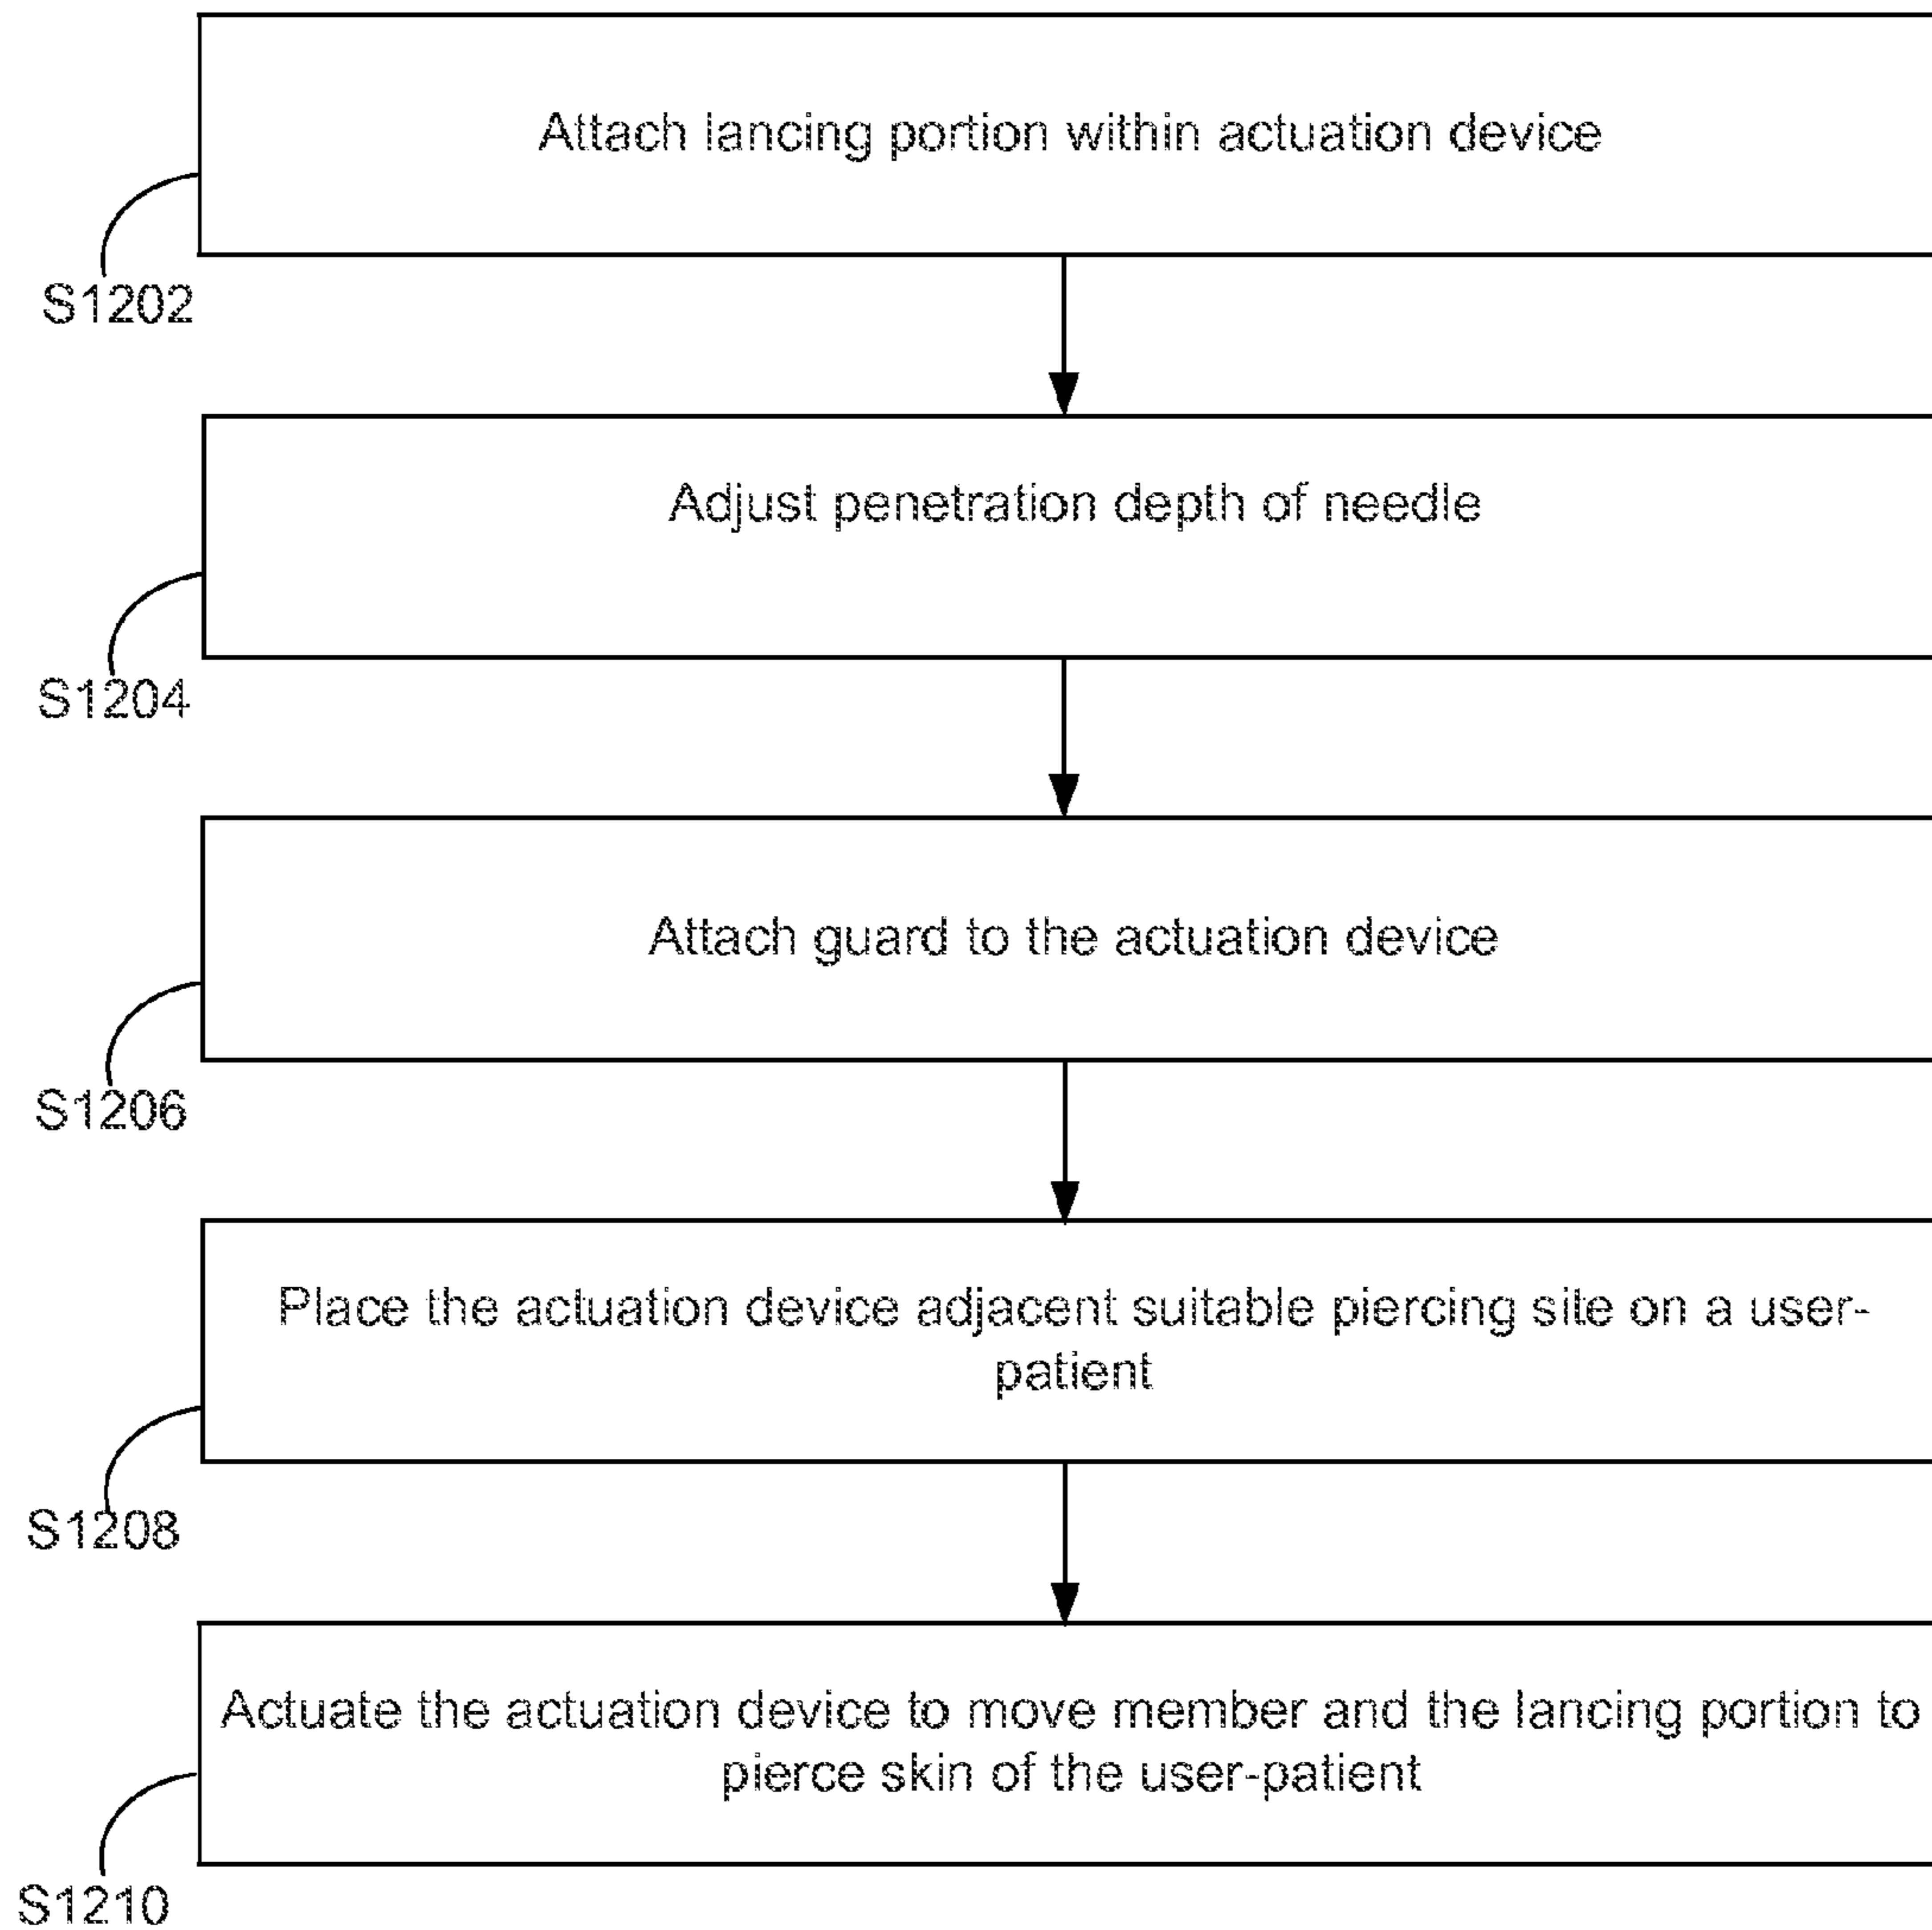 Attach lancing portion within actuation device
S1202
Adjust penetration depth of needle
S1204
Attach guard to the actuation device
S1206
Place the actuation device adjacent suitable piercing site on a user-
patient
S1208
Actuate the actuation device to move member and the lancing portion to
pierce skin of the user-patient
S1210